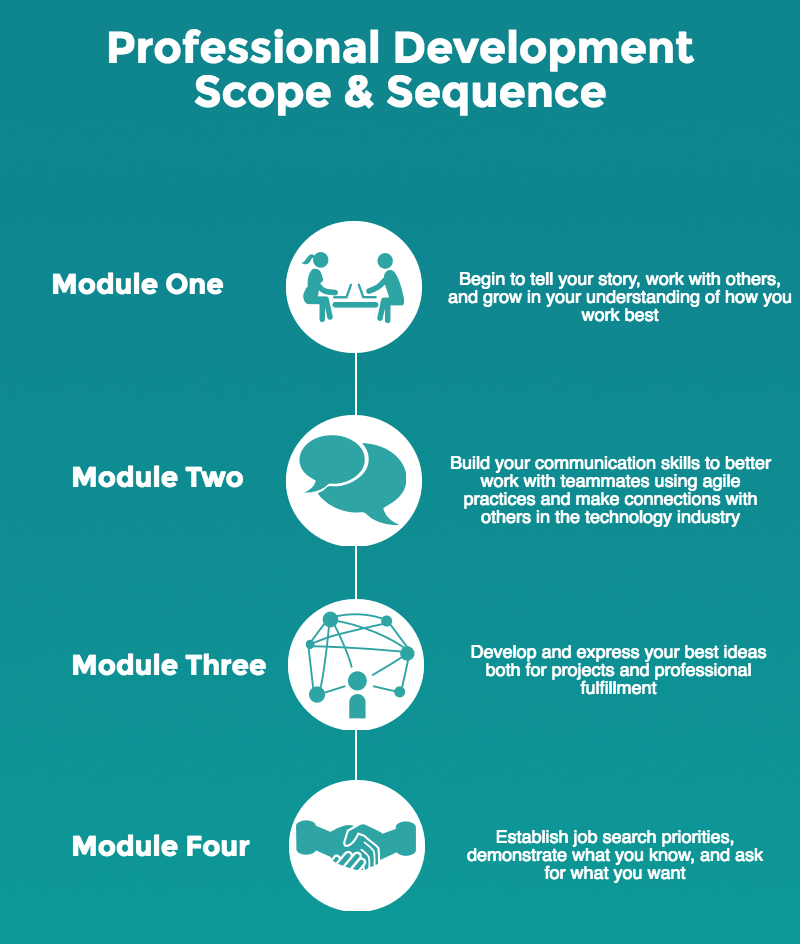 Professional Development
Scope & Sequence
Module One
Begin to tell your story, work with others,
and grow in your understanding of how you
work best
Module Two
Build your communication skills to better
work with teammates using agile
practices and make connections with
others in the technology industry
Module Three
Develop and express your best ideas
both for projects and professional
fulfillment
Module Four
Establish job search priorities,
demonstrate what you know, and ask
for what you want